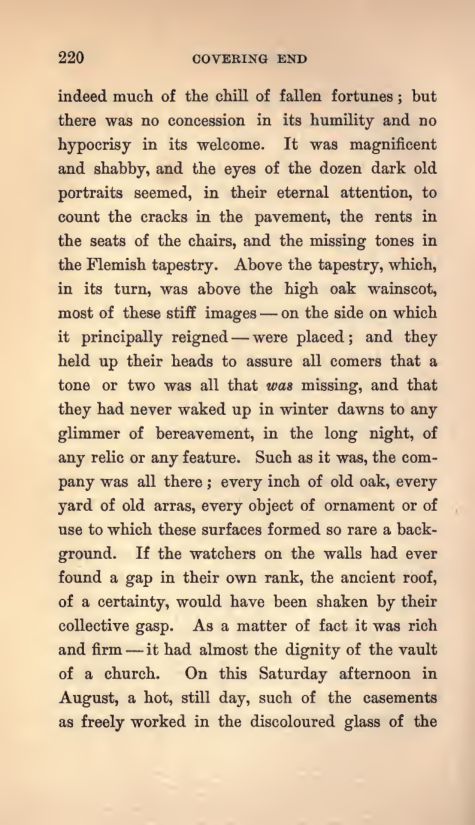 220 COVERING END
indeed much of the chill of fallen fortunes; but
there was no concession in its humility and no
hypocrisy in its welcome. It was magnificent
and shabby, and the eyes of the dozen dark old
portraits seemed, in their eternal attention, to
count the cracks in the pavement, the rents in
the seats of the chairs, and the missing tones in
the Flemish tapestry. Above the tapestry, which,
in its turn, was above the high oak wainscot,
most of these stiff images — on the side on which
it principally reigned — were placed; and they
held up their heads to assure all comers that a
tone or two was all that was missing, and that
they had never waked up in winter dawns to any
glimmer of bereavement, in the long night, of
any relic or any feature. Such as it was, the com-
pany was all there; every inch of old oak, every
yard of old arras, every object of ornament or of
use to which these surfaces formed so rare a back-
ground. If the watchers on the walls had ever
found a gap in their own rank, the ancient roof,
of a certainty, would have been shaken by their
collective gasp. As a matter of fact it was rich
and firm — it had almost the dignity of the vault
of a church. On this Saturday afternoon in
August, a hot, still day, such of the casements
as freely worked in the discoloured glass of the